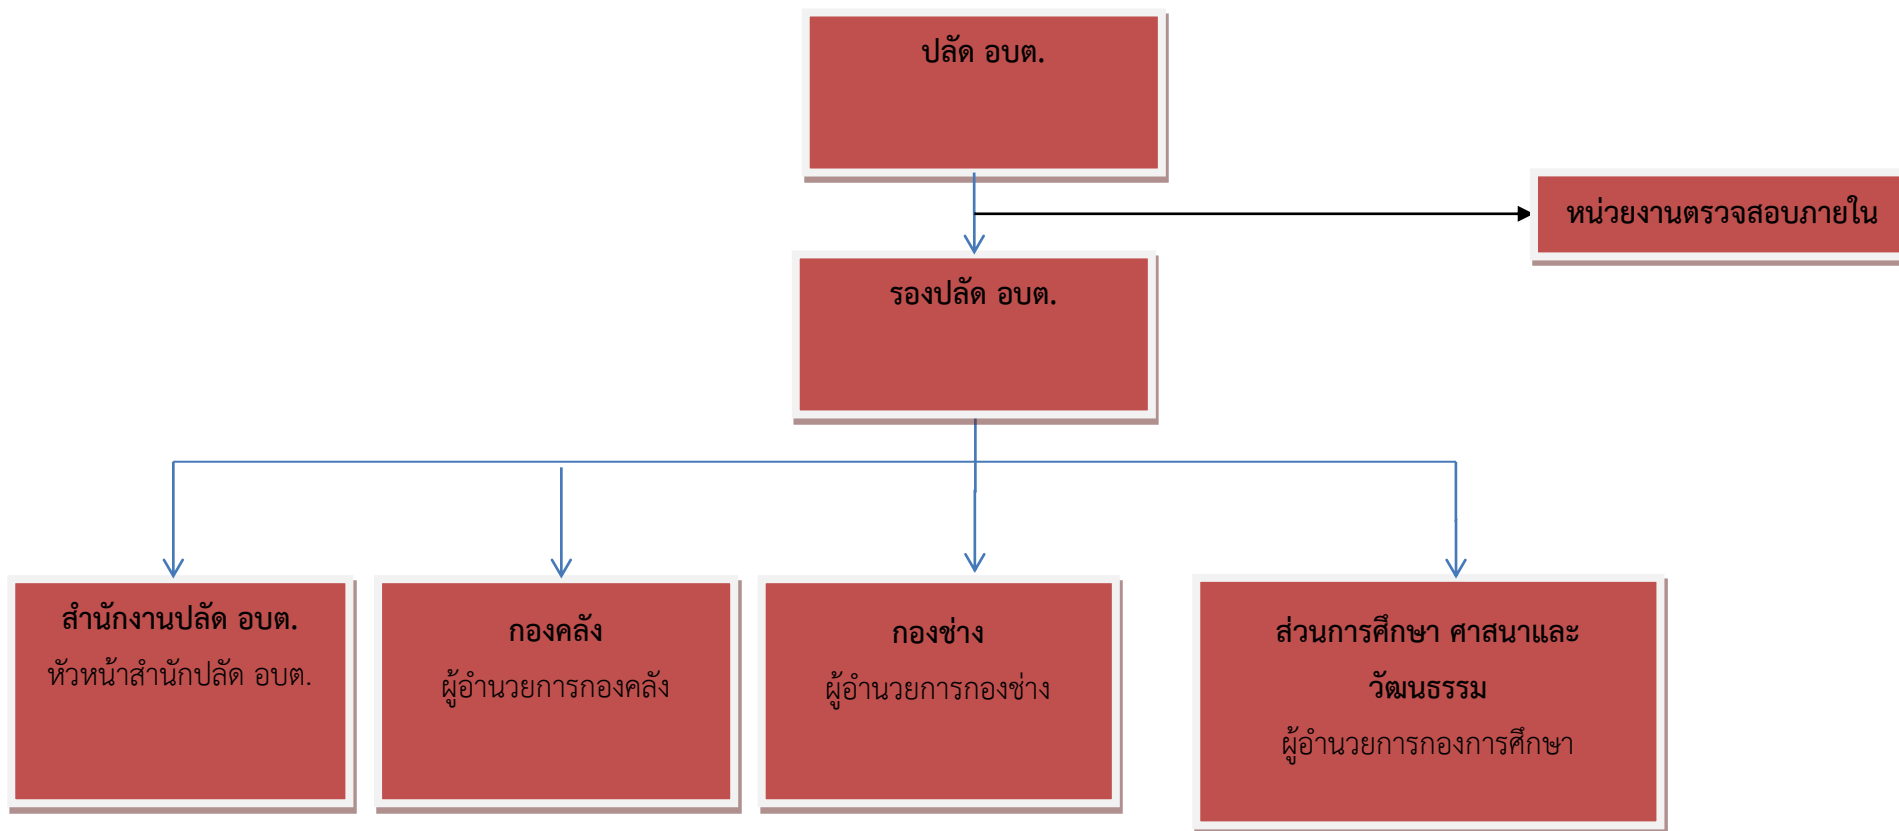 ปลัด อบต.
หน่วยงานตรวจสอบภายใน
รองปลัด อบต.
สำนักงานปลัด อบต.
หัวหน้าสำนักปลัด อบต.
กองคลัง
ผู้อำนวยการกองคลัง
กองช่าง
ผู้อำนวยการกองช่าง
ส่วนการศึกษา ศาสนาและ
วัฒนธรรม
ผู้อำนวยการกองการศึกษา